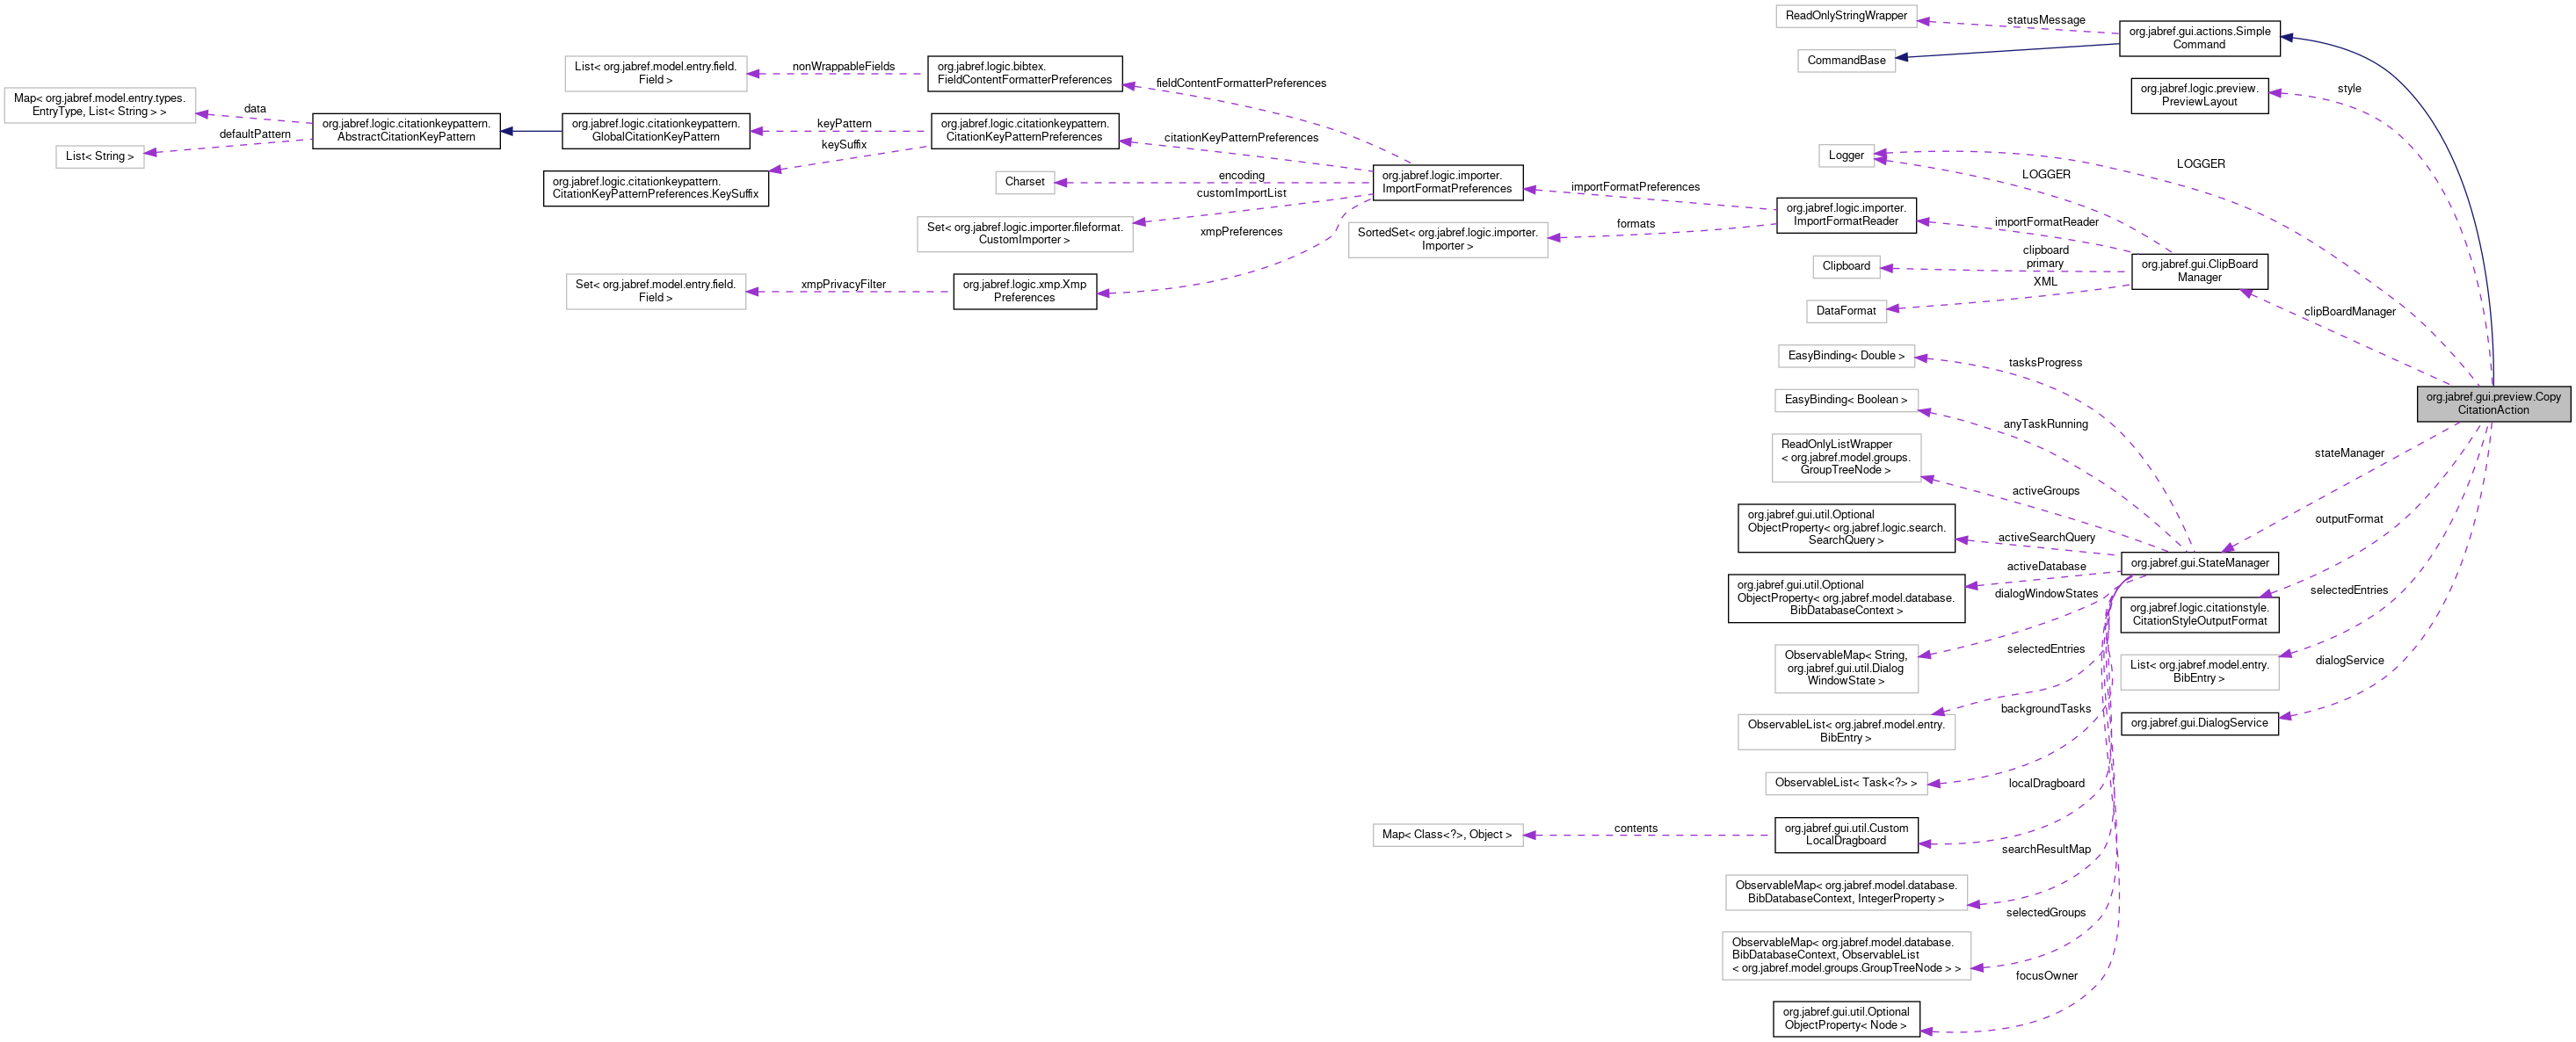 ReadOnlyStringWrapper
statusMessage
org.jabref.gui.actions.Simple
Command
CommandBase
List< org.jabref.model.entry.field.
Field >
nonWrappableFields
org.jabref.logic.bibtex.
FieldContentFormatterPreferences
fieldContentFormatterPreferences
org.jabref.logic.preview.
PreviewLayout
style
Map< org.jabref.model.entry.types.
EntryType, List< String > >
data
defaultPattern
List< String >
org.jabref.logic.citationkeypattern.
AbstractCitationKeyPattern
org.jabref.logic.citationkeypattern.
GlobalCitationKeyPattern
keyPattern
keySuffix
org.jabref.logic.citationkeypattern.
CitationKeyPatternPreferences
citationKeyPatternPreferences
org.jabref.logic.citationkeypattern.
CitationKeyPatternPreferences.KeySuffix
Charset
encoding
customImportList
org.jabref.logic.importer.
ImportFormatPreferences
importFormatPreferences
Logger
LOGGER
LOGGER
Set< org.jabref.logic.importer.fileformat.
CustomImporter >
xmpPreferences
SortedSet< org.jabref.logic.importer.
Importer >
formats
org.jabref.logic.importer.
ImportFormatReader
importFormatReader
Clipboard
clipboard
primary
XML
org.jabref.gui.ClipBoard
Manager
clipBoardManager
Set< org.jabref.model.entry.field.
Field >
xmpPrivacyFilter
org.jabref.logic.xmp.Xmp
Preferences
DataFormat
EasyBinding< Double >
tasksProgress
EasyBinding< Boolean >
anyTaskRunning
org.jabref.gui.preview.Copy
CitationAction
ReadOnlyListWrapper
< org.jabref.model.groups.
GroupTreeNode >
activeGroups
stateManager
org.jabref.gui.util.Optional
ObjectProperty< org.jabref.logic.search.
SearchQuery >
activeSearchQuery
outputFormat
org.jabref.gui.StateManager
activeDatabase
org.jabref.gui.util.Optional
ObjectProperty< org.jabref.model.database.
BibDatabaseContext >
dialogWindowStates
selectedEntries
org.jabref.logic.citationstyle.
CitationStyleOutputFormat
ObservableMap< String,
org.jabref.gui.util.Dialog
WindowState >
selectedEntries
List< org.jabref.model.entry.
BibEntry >
dialogService
ObservableList< org.jabref.model.entry.
BibEntry >
backgroundTasks
org.jabref.gui.DialogService
ObservableList< Task<?> >
localDragboard
Map< Class<?>, Object >
contents
org.jabref.gui.util.Custom
LocalDragboard
searchResultMap
ObservableMap< org.jabref.model.database.
BibDatabaseContext, IntegerProperty >
selectedGroups
ObservableMap< org.jabref.model.database.
BibDatabaseContext, ObservableList
< org.jabref.model.groups.GroupTreeNode > >
focusOwner
org.jabref.gui.util.Optional
ObjectProperty< Node >